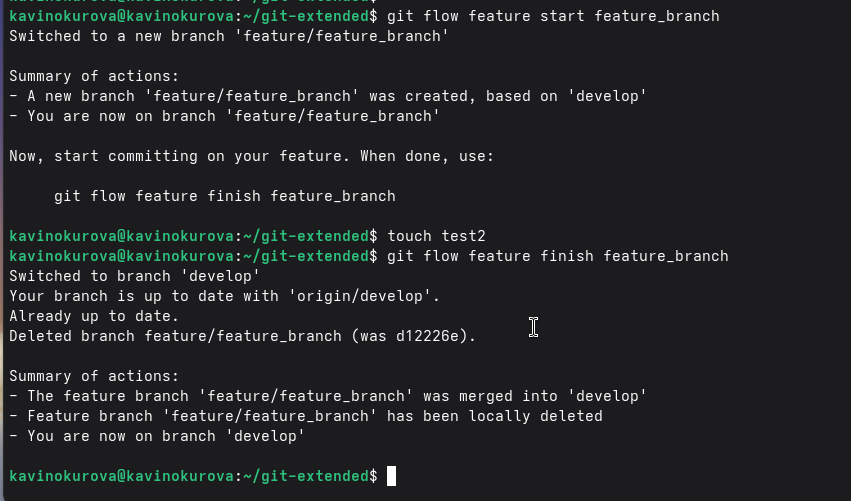 kavinokurova@kavinokurova:~/git-extended$ git flow feature start feature_branch
Switched to a new branch 'feature/feature_branch'
Summary of actions:
- A new branch 'feature/feature_branch' was created, based on 'develop'
- You are now on branch 'feature/feature_branch'
Now, start committing on your feature. When done, use:
git flow feature finish feature_branch
kavinokurova@kavinokurova:~/git-extended$ touch test2
kavinokurova@kavinokurova:~/git-extended$ git flow feature finish feature_branch
Switched to branch 'develop'
Your branch is up to date with 'origin/develop'.
Already up to date.
Deleted branch feature/feature_branch (was d12226e).
Summary of actions:
- The feature branch 'feature/feature_branch' was merged into 'develop'
- Feature branch 'feature/feature_branch' has been locally deleted
- You are now on branch 'develop'
kavinokurova@kavinokurova:~/git-extended$